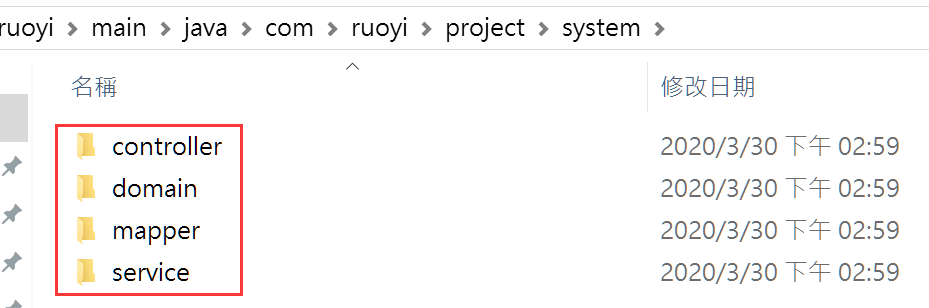 ruoyi > main > java > com > ruoyi > project > system >
名稱 修改日期
controller 2020/3/30 下午 02:59
domain 2020/3/30 下午 02:59
mapper 2020/3/30 下午 02:59
service 2020/3/30 下午 02:59